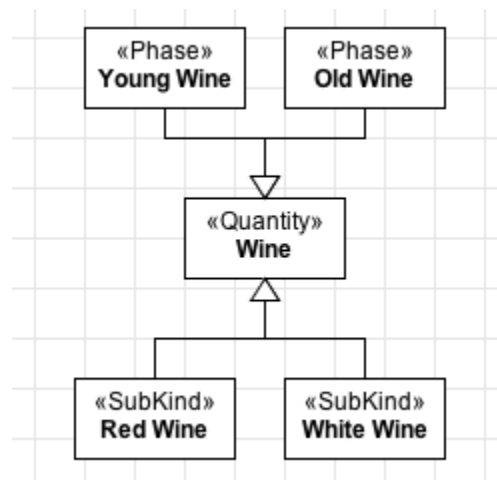 «Phase»
Young Wine
«Phase»
Old Wine
«Quantity»
Wine
«SubKind»
Red Wine
«SubKind»
White Wine